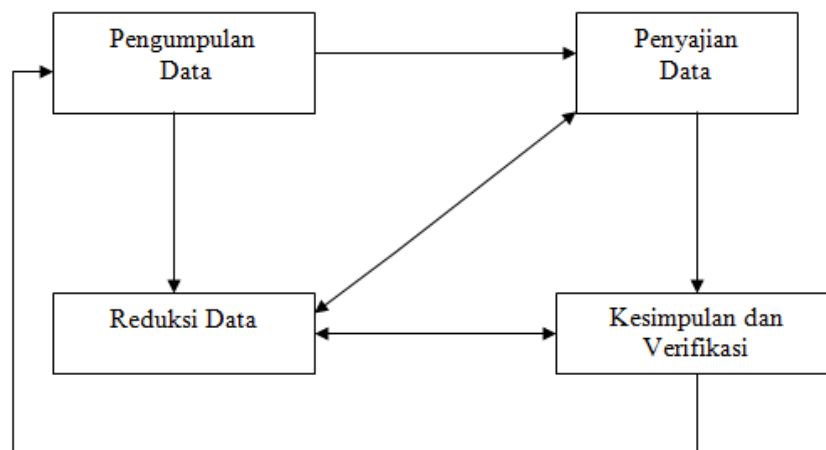 Pengumpulan
Data
Penyajian
Data
Reduksi Data
Kesimpulan dan
Verifikasi